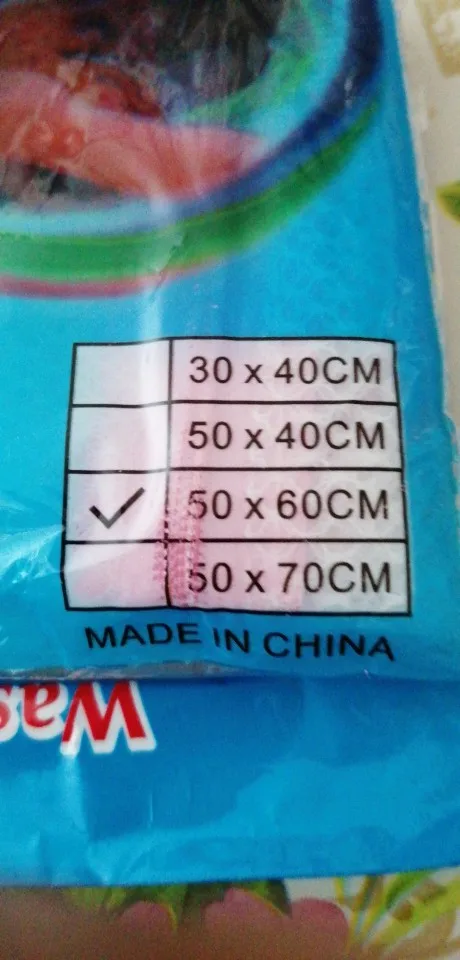 30 x 40CM
50 x 40CM
✓ 50 x 60CM
50 x 70CM
MADE IN CHINA
Was